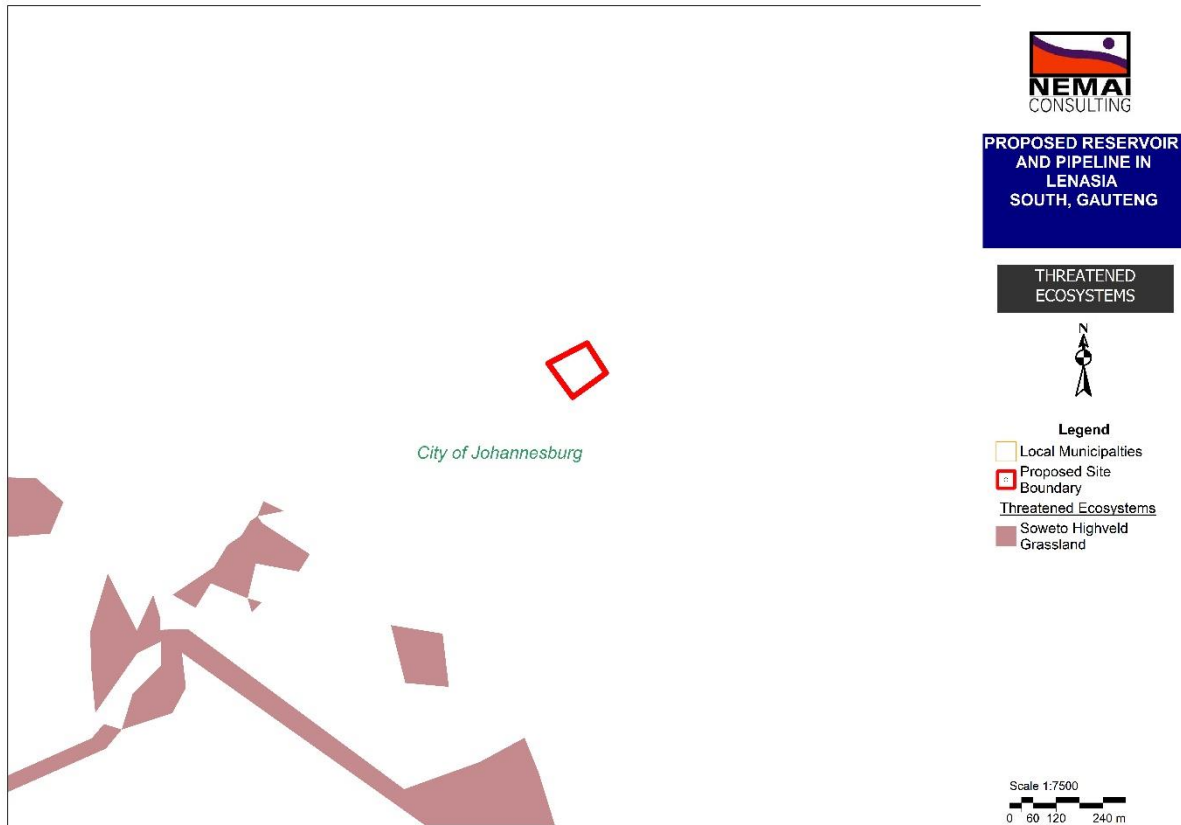 NEMAI
CONSULTING
PROPOSED RESERVOIR
AND PIPELINE IN
LENASIA
SOUTH, GAUTENG
THREATENED
ECOSYSTEMS
N
City of Johannesburg
Legend
Local Municipalties
Proposed Site
Boundary
Threatened Ecosystems
Soweto Highveld
Grassland
Scale 1:7500
0 60 120 240 m